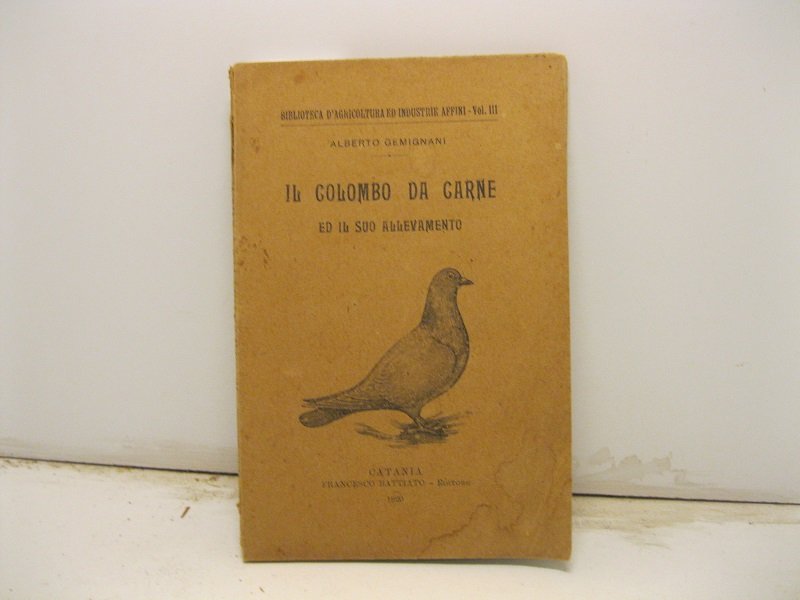 BIBLIOTECA D'AGRICOLTURA ED INDUSTRIE AFFINI - Vol. III
ALBERTO GEMIGNANI
IL COLOMBO DA CARNE
ED IL SUO ALLEVAMENTO
CATANIA
FRANCESCO BATTIATO - EDITORE
1920